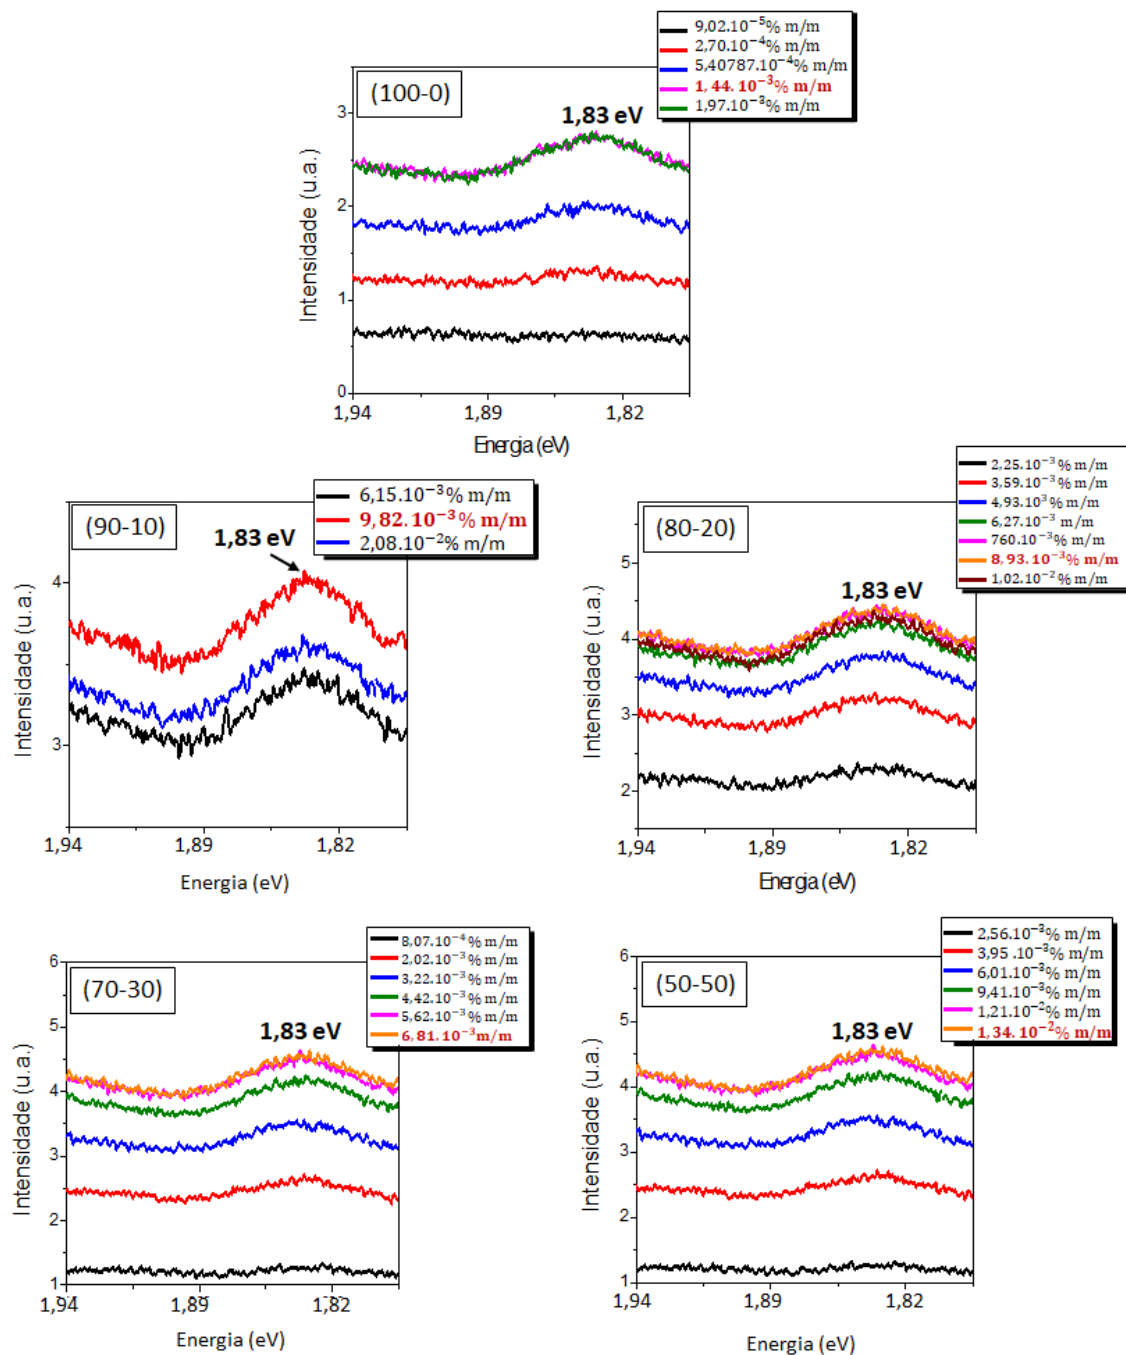 9,02.10⁻⁵% m/m
2,70.10⁻⁴% m/m
5,40787.10⁻⁴% m/m
1,44.10⁻³% m/m
1,97.10⁻³% m/m
(100-0)
1,83 eV
3
2
1
0
Intensidade (u.a.)
1,94 1,89 1,82
Energia (eV)
6,15.10⁻³% m/m
9,82.10⁻³% m/m
2,08.10⁻²% m/m
(90-10)
1,83 eV
4
3
Intensidade (u.a.)
1,94 1,89 1,82
Energia (eV)
2,25.10⁻³% m/m
3,59.10⁻³% m/m
4,93.10³% m/m
6,27.10⁻³ m/m
760.10⁻³% m/m
8,93.10⁻³% m/m
1,02.10⁻²% m/m
(80-20)
1,83 eV
5
4
3
2
Intensidade (u.a.)
1,94 1,89 1,82
Energia (eV)
8,07.10⁻⁴% m/m
2,02.10⁻³% m/m
3,22.10⁻³% m/m
4,42.10⁻³% m/m
5,62.10⁻³% m/m
6,81.10⁻³m/m
(70-30)
1,83 eV
6
5
4
3
2
1
Intensidade (u.a.)
1,94 1,89 1,82
Energia (eV)
2,56.10⁻³% m/m
3,95 .10⁻³% m/m
6,01.10⁻³% m/m
9,41.10⁻³% m/m
1,21.10⁻²% m/m
1,34.10⁻²% m/m
(50-50)
1,83 eV
6
5
4
3
2
1
Intensidade (u.a.)
1,94 1,89 1,82
Energia (eV)